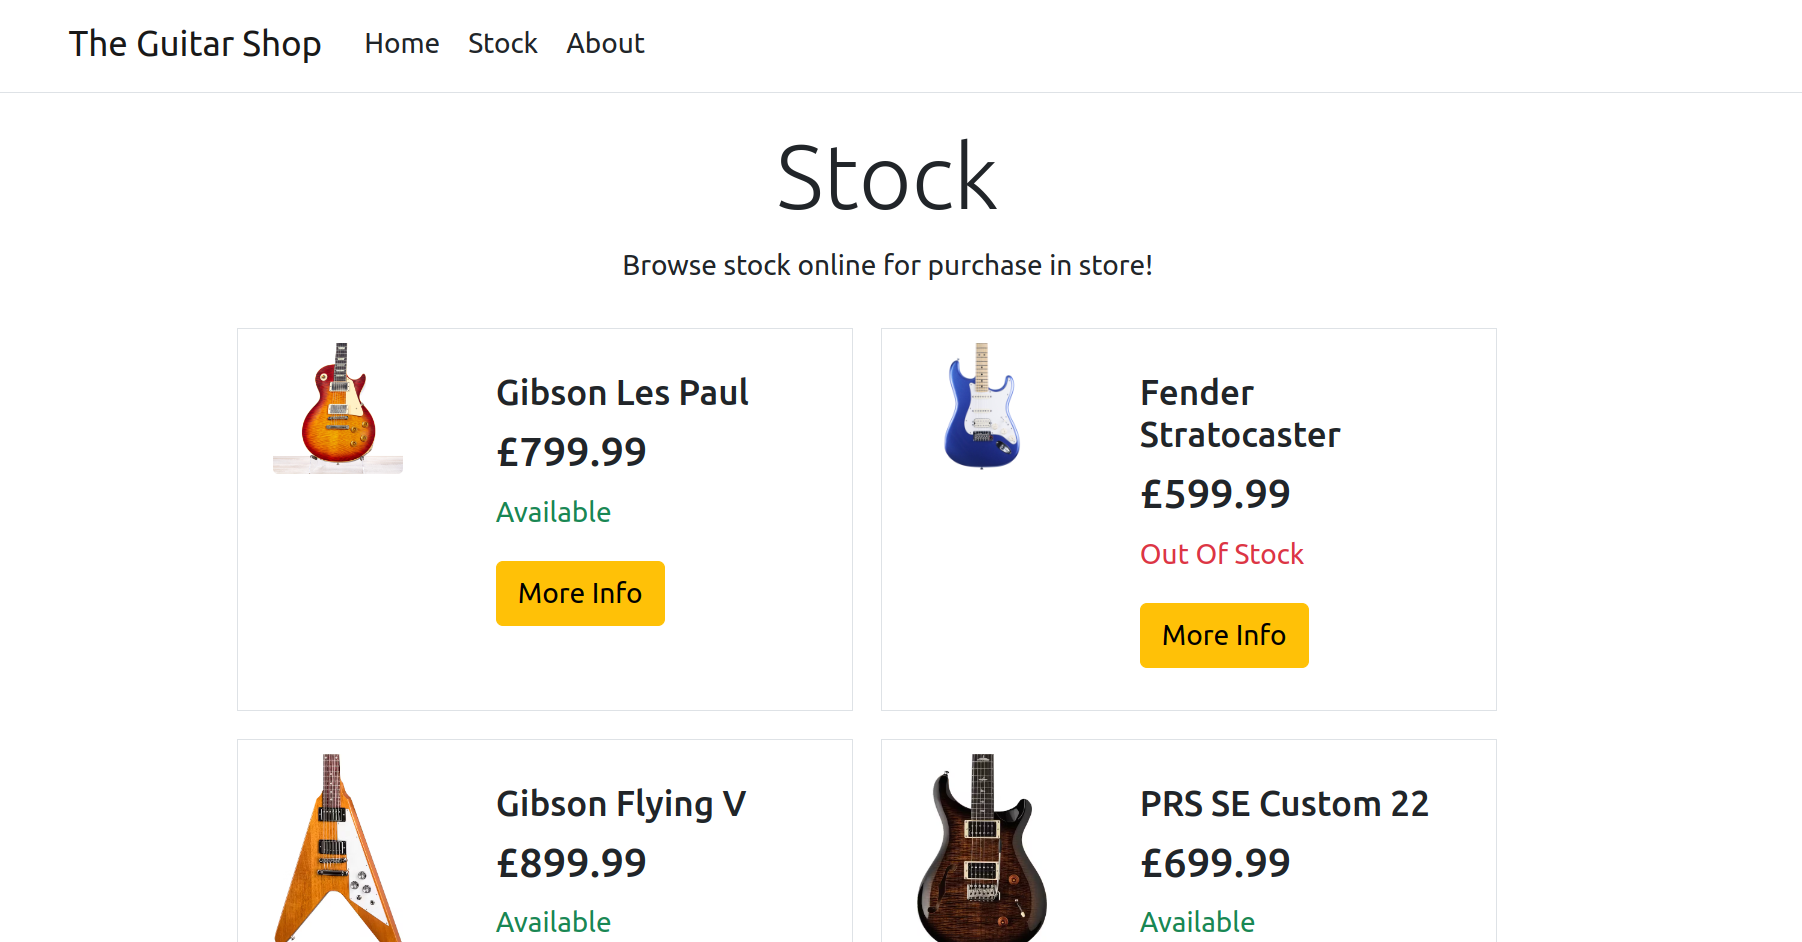 The Guitar Shop Home Stock About
Stock
Browse stock online for purchase in store!
Gibson Les Paul
£799.99
Available
More Info
Fender
Stratocaster
£599.99
Out Of Stock
More Info
Gibson Flying V
£899.99
Available
PRS SE Custom 22
£699.99
Available